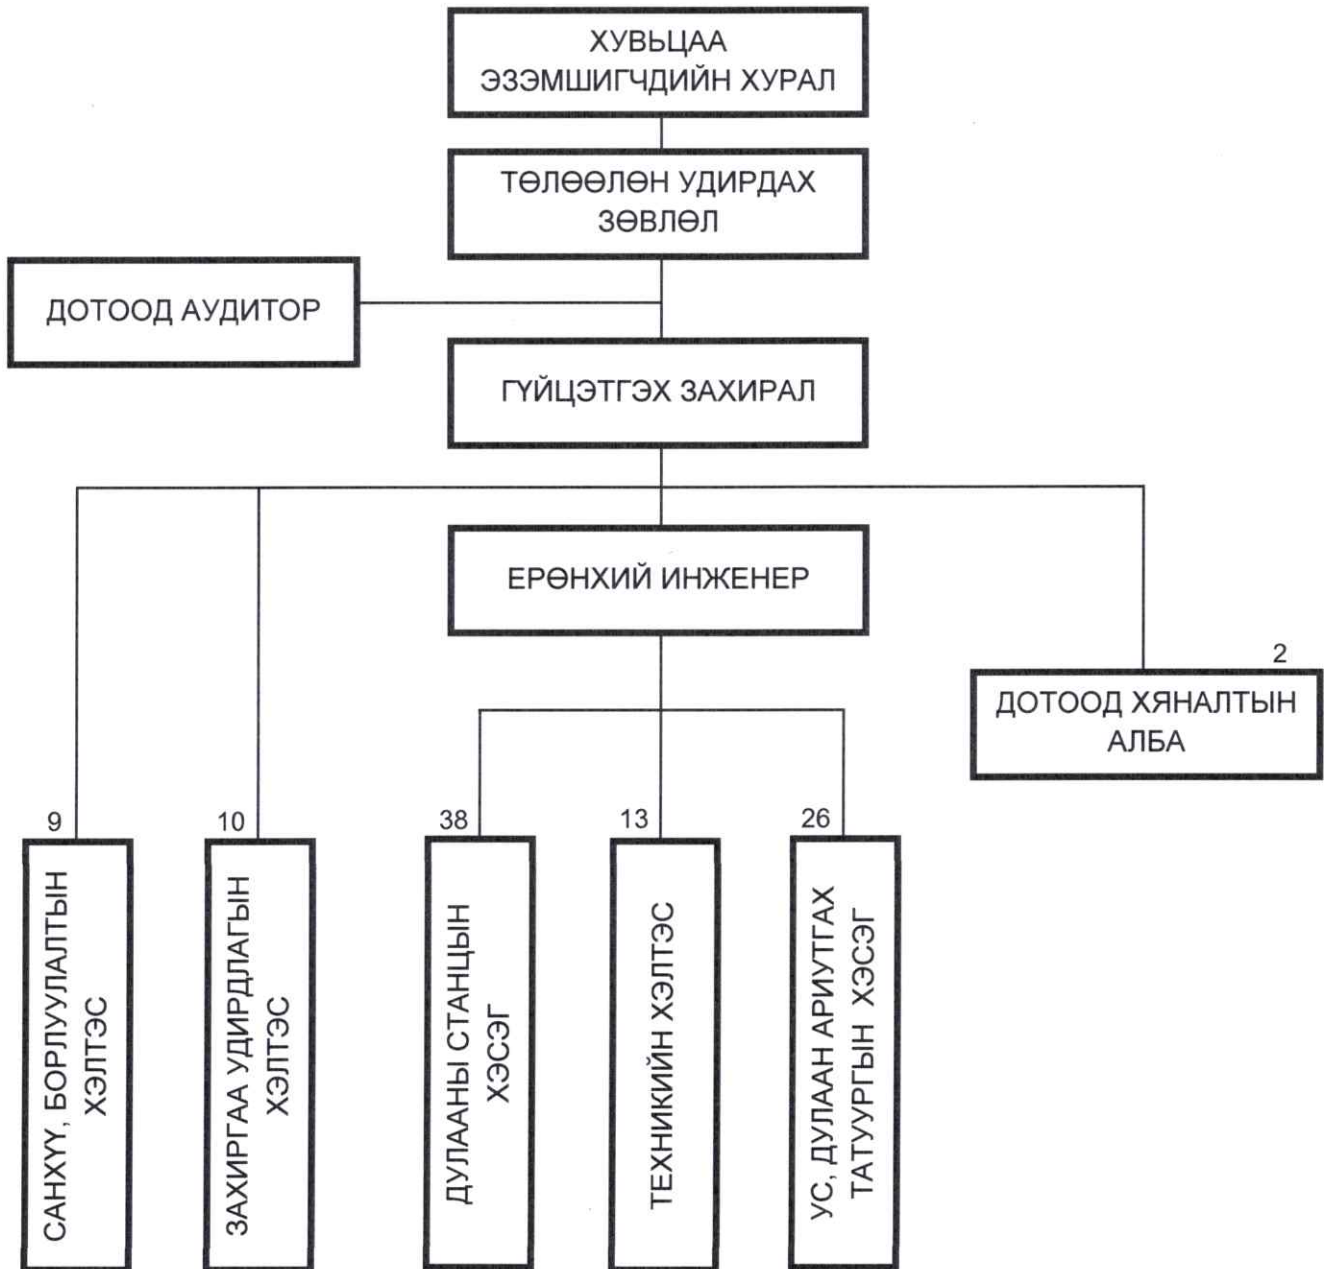 ХУВЬЦАА
ЭЗЭМШИГЧДИЙН ХУРАЛ
ТӨЛӨӨЛӨН УДИРДАХ
ЗӨВЛӨЛ
ДОТООД АУДИТОР
ГҮЙЦЭТГЭХ ЗАХИРАЛ
ЕРӨНХИЙ ИНЖЕНЕР
2
ДОТООД ХЯНАЛТЫН
АЛБА
9
САНХҮҮ, БОРЛУУЛАЛТЫН
ХЭЛТЭС
10
ЗАХИРГАА УДИРДЛАГЫН
ХЭЛТЭС
38
ДУЛААНЫ СТАНЦЫН
ХЭСЭГ
13
ТЕХНИКИЙН ХЭЛТЭС
26
УС, ДУЛААН АРИУТГАХ
ТАТУУРГЫН ХЭСЭГ